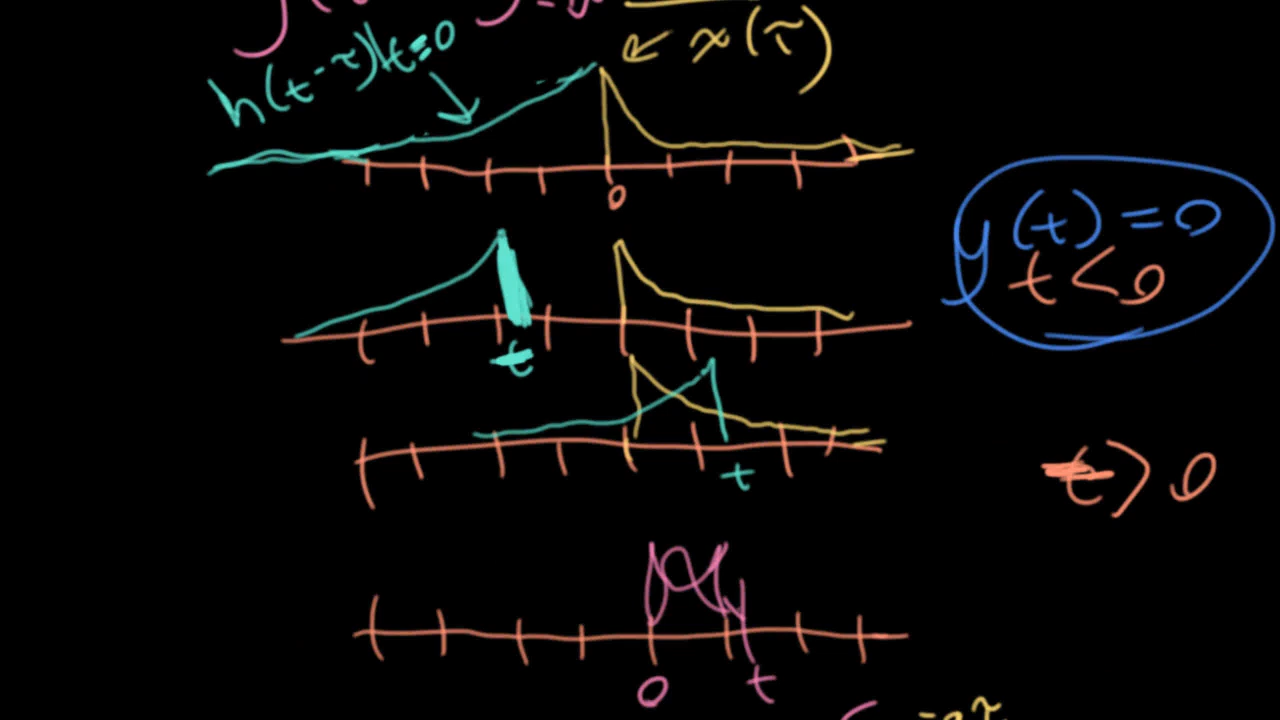 h(t-τ)|t=0
x(τ)
0
y(t)=0
t<0
t
t
t>0
0 t